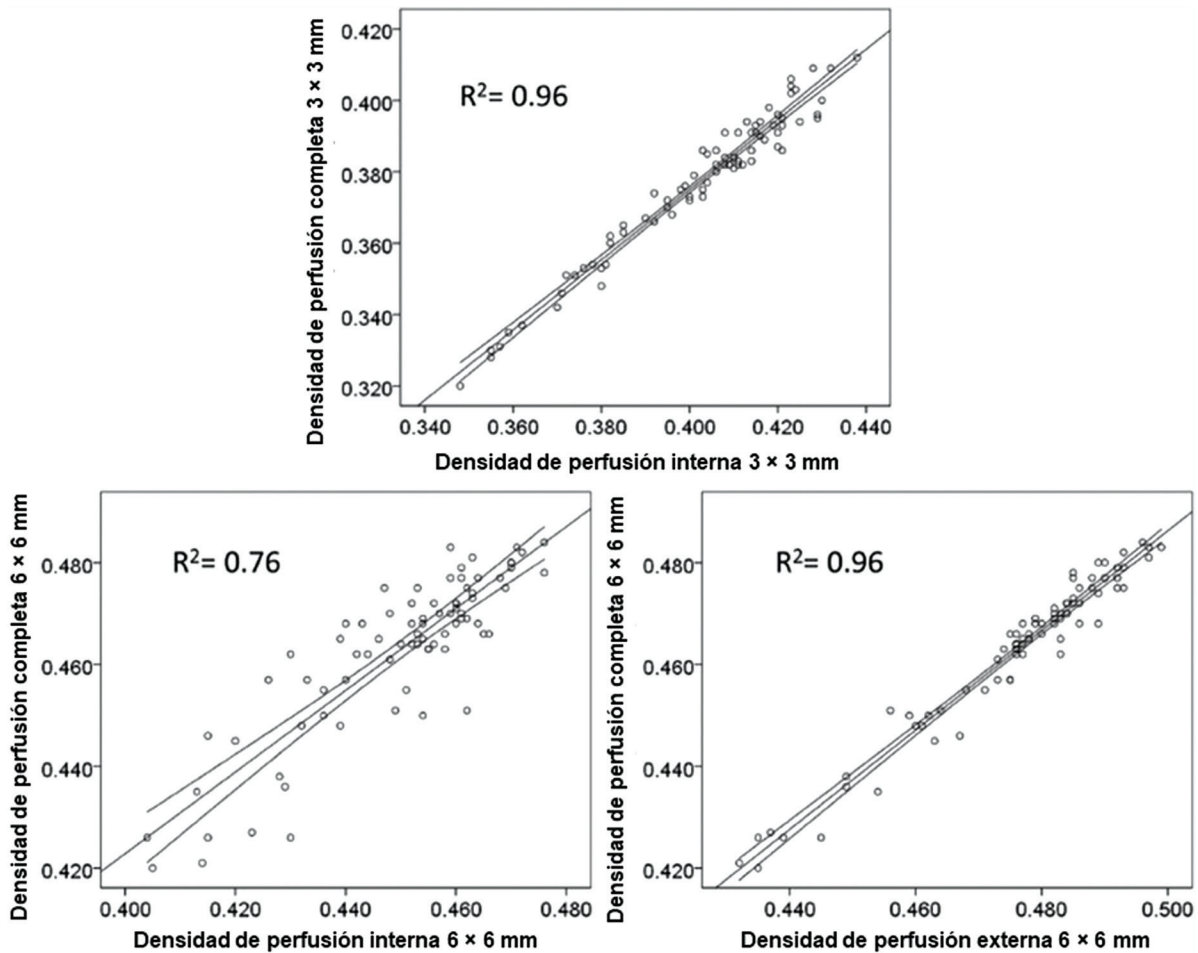 Densidad de perfusión completa 3 × 3 mm
0.420
0.400
0.380
0.360
0.340
0.320
R²= 0.96
0.340 0.360 0.380 0.400 0.420 0.440
Densidad de perfusión interna 3 × 3 mm
Densidad de perfusión completa 6 × 6 mm
0.480
0.460
0.440
0.420
R²= 0.76
0.400 0.420 0.440 0.460 0.480
Densidad de perfusión interna 6 × 6 mm
Densidad de perfusión completa 6 × 6 mm
0.480
0.460
0.440
0.420
R²= 0.96
0.440 0.460 0.480 0.500
Densidad de perfusión externa 6 × 6 mm